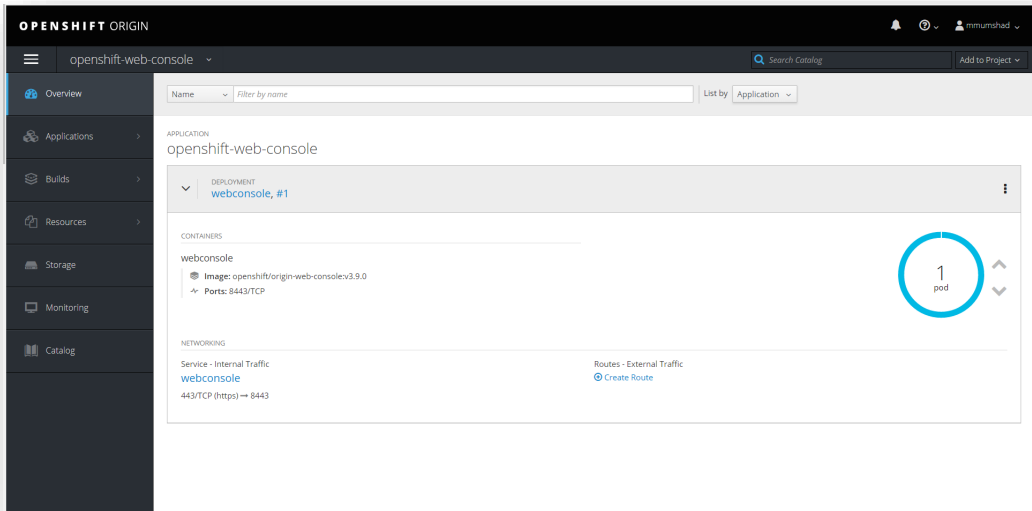 OPENSHIFT ORIGIN
mmumshad
openshift-web-console
Search Catalog
Add to Project
Overview
Applications
Builds
Resources
Storage
Monitoring
Catalog
Name
Filter by name
List by
Application
APPLICATION
openshift-web-console
DEPLOYMENT
webconsole, #1
CONTAINERS
webconsole
Image: openshift/origin-web-console:v3.9.0
Ports: 8443/TCP
1
pod
NETWORKING
Service - Internal Traffic
webconsole
443/TCP (https) → 8443
Routes - External Traffic
Create Route